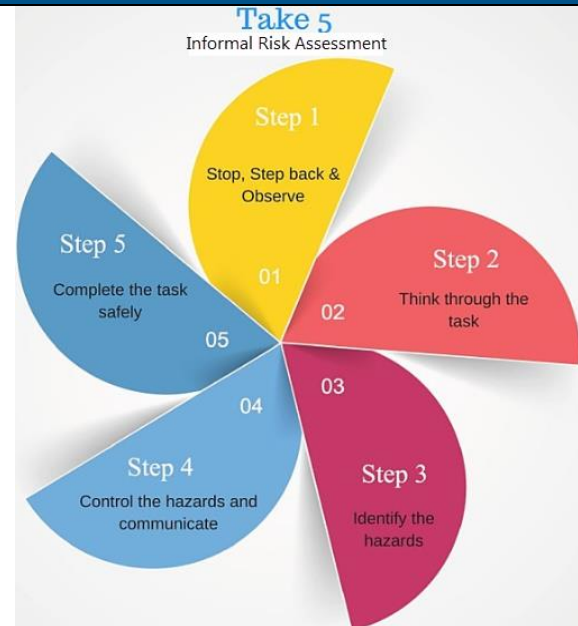 Take 5
Informal Risk Assessment
Step 1
Stop, Step back &
Observe
01
Step 2
Think through the
task
02
03
Step 3
Identify the
hazards
04
Step 4
Control the hazards and
communicate
Step 5
Complete the task
safely
05